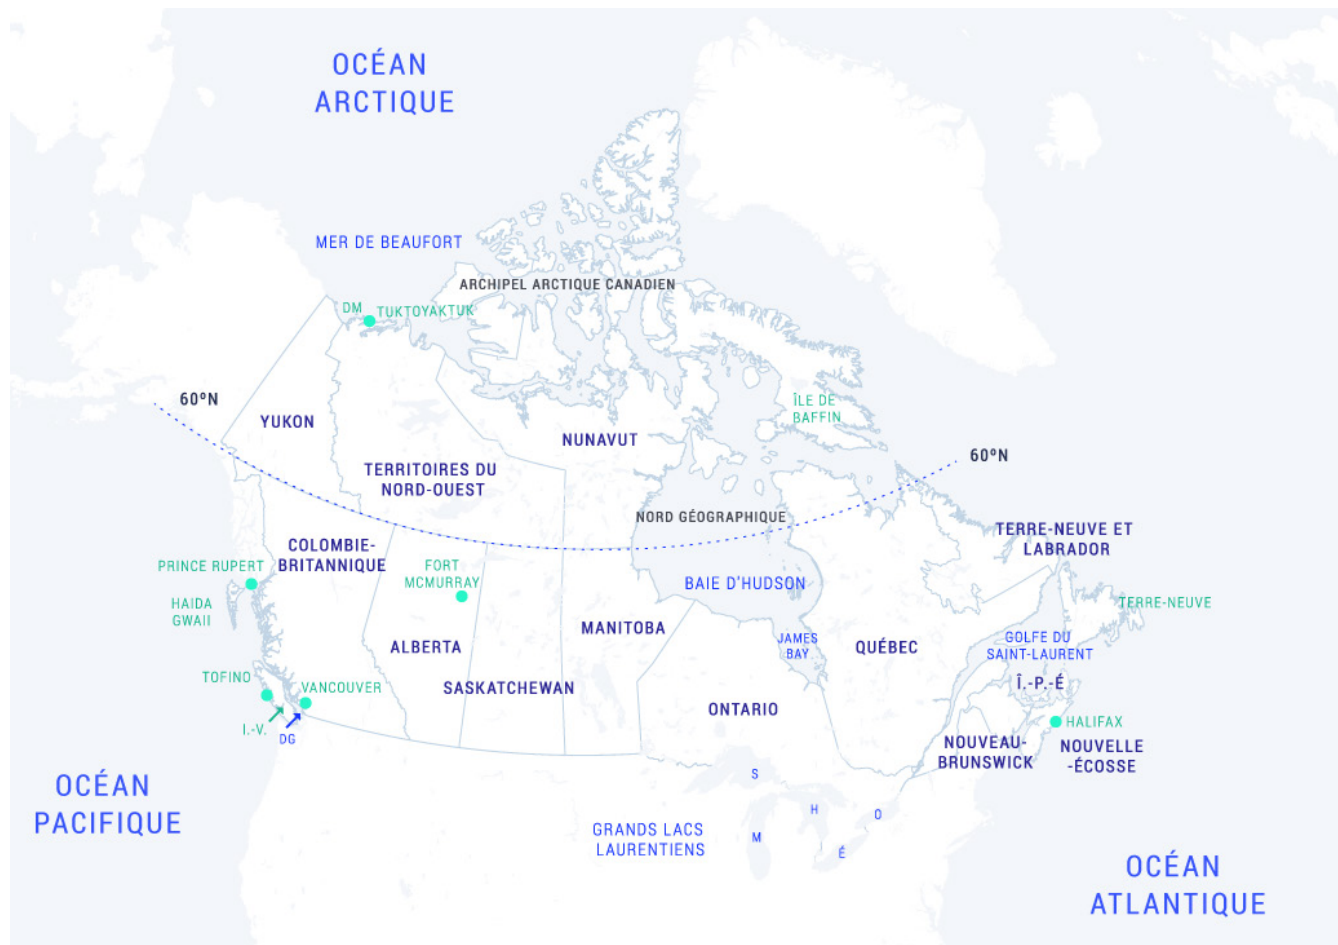 OCÉAN
ARCTIQUE
MER DE BEAUFORT
ARCHIPEL ARCTIQUE CANADIEN
DM
TUKTOYAKTUK
60ºN
ÎLE DE
BAFFIN
YUKON
NUNAVUT
60ºN
TERRITOIRES DU
NORD-OUEST
NORD GÉOGRAPHIQUE
TERRE-NEUVE ET
LABRADOR
COLOMBIE-
BRITANNIQUE
PRINCE RUPERT
FORT
MCMURRAY
BAIE D'HUDSON
HAIDA
GWAII
TERRE-NEUVE
MANITOBA
JAMES
BAY
GOLFE DU
SAINT-LAURENT
ALBERTA
QUÉBEC
TOFINO
VANCOUVER
SASKATCHEWAN
Î.-P.-É
ONTARIO
HALIFAX
I.-V.
DG
NOUVEAU-
BRUNSWICK
NOUVELLE
-ÉCOSSE
OCÉAN
PACIFIQUE
S
H
O
GRANDS LACS
LAURENTIENS
M
É
OCÉAN
ATLANTIQUE